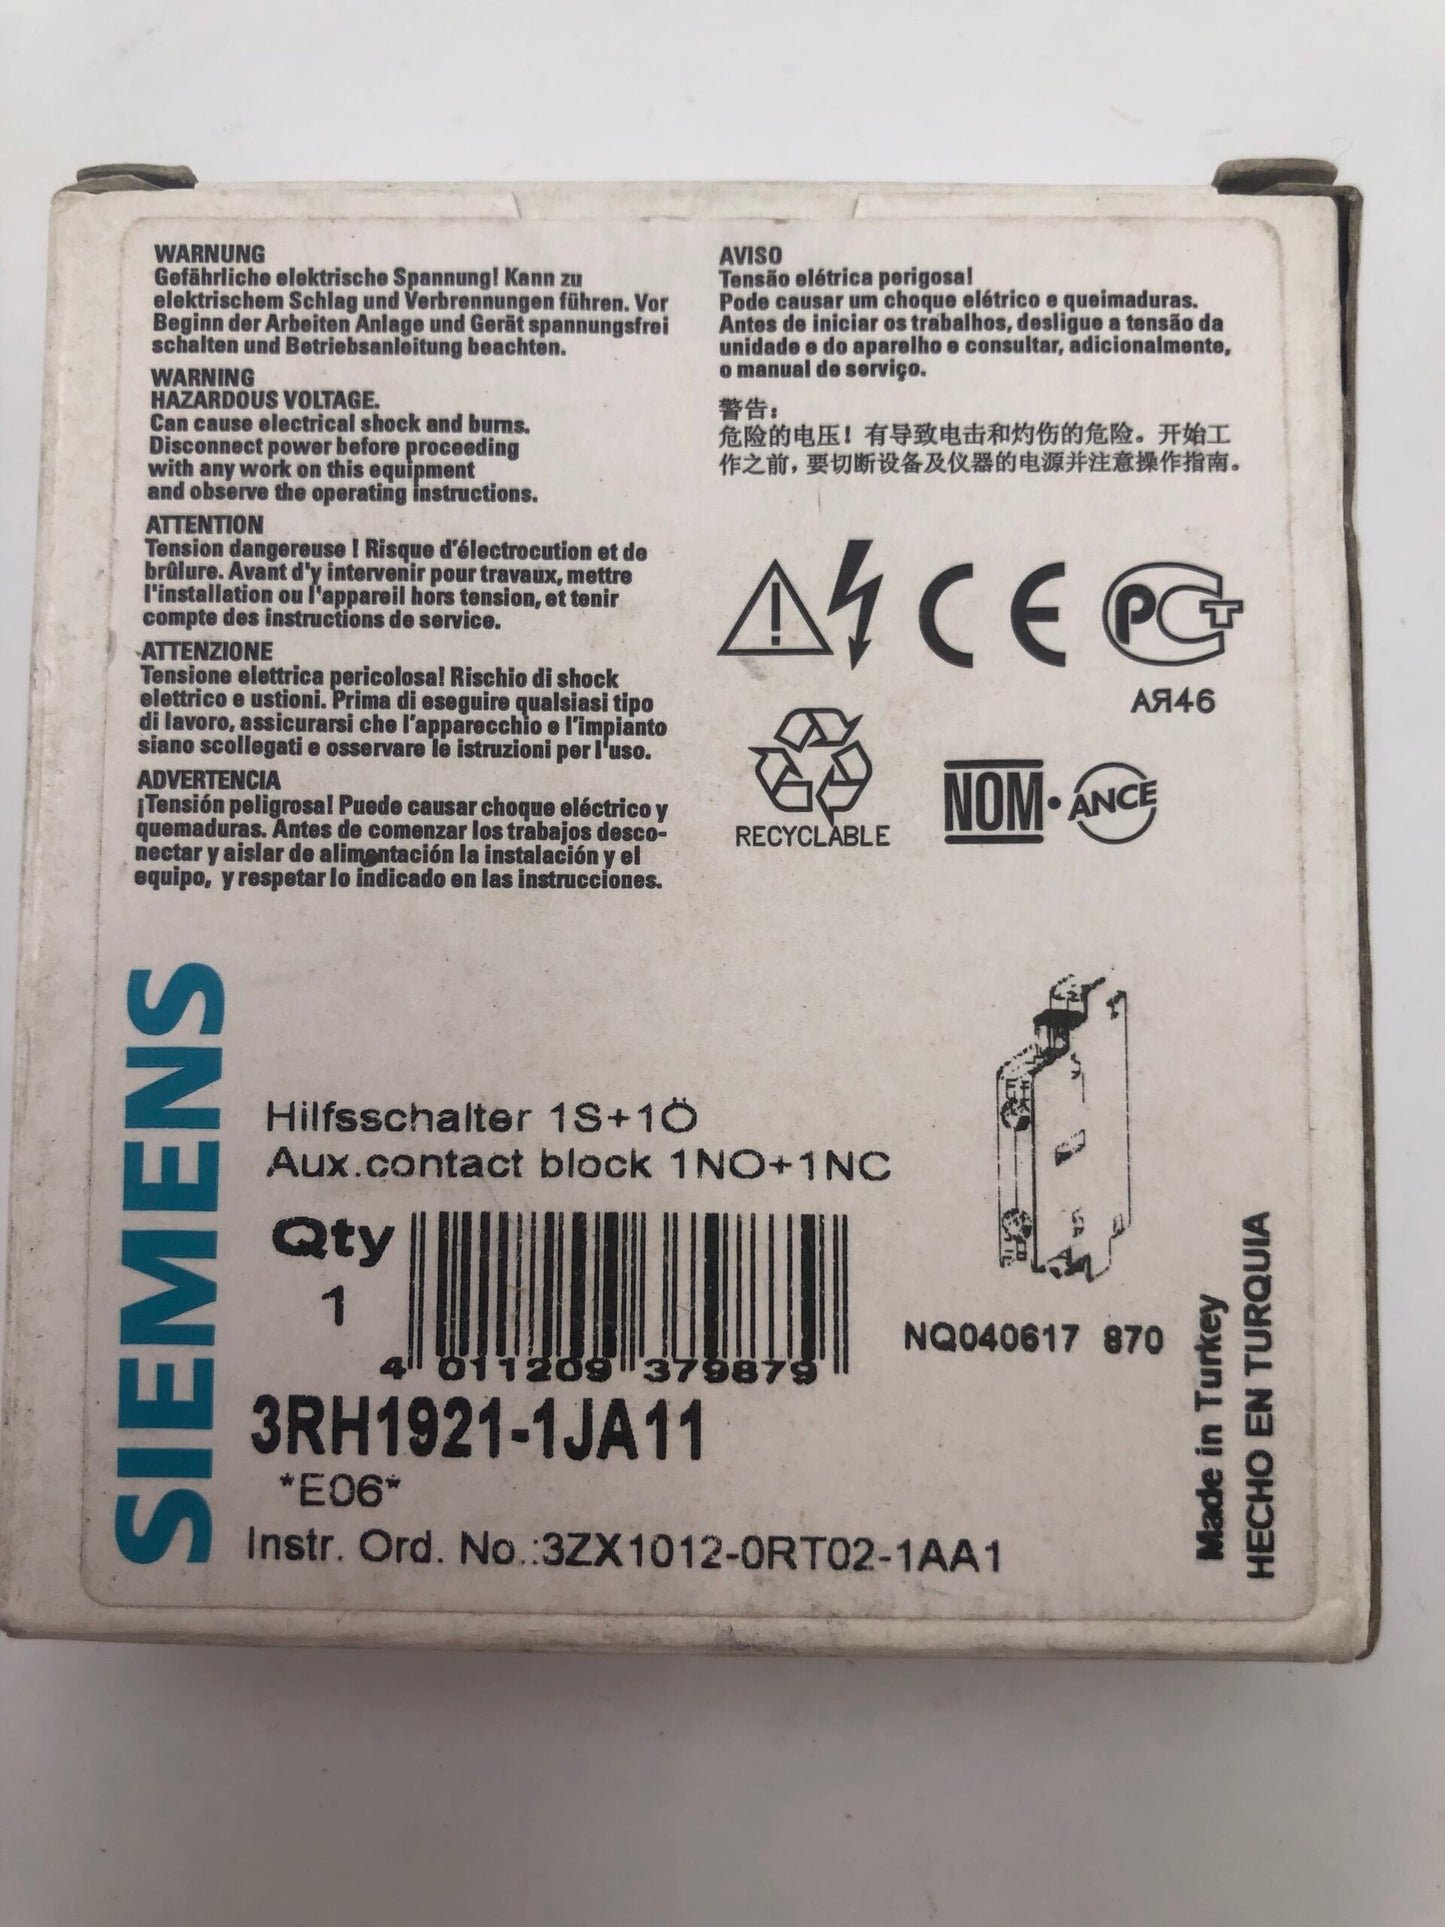 WARNUNG
Gefährliche elektrische Spannung! Kann zu
elektrischem Schlag und Verbrennungen führen. Vor
Beginn der Arbeiten Anlage und Gerät spannungsfrei
schalten und Betriebsanleitung beachten.
WARNING
HAZARDOUS VOLTAGE.
Can cause electrical shock and burns.
Disconnect power before proceeding
with any work on this equipment
and observe the operating instructions.
ATTENTION
Tension dangereuse ! Risque d'électrocution et de
brûlure. Avant d'y intervenir pour travaux, mettre
l'installation ou l'appareil hors tension, et tenir
compte des instructions de service.
ATTENZIONE
Tensione elettrica pericolosa! Rischio di shock
elettrico e ustioni. Prima di eseguire qualsiasi tipo
di lavoro, assicurarsi che l'apparecchio e l'impianto
siano scollegati e osservare le istruzioni per l'uso.
ADVERTENCIA
¡Tensión peligrosa! Puede causar choque eléctrico y
quemaduras. Antes de comenzar los trabajos desco-
nectar y aislar de alimentación la instalación y el
equipo, y respetar lo indicado en las instrucciones.
AVISO
Tensão elétrica perigosa!
Pode causar um choque elétrico e queimaduras.
Antes de iniciar os trabalhos, desligue a tensão da
unidade e do aparelho e consultar, adicionalmente,
o manual de serviço.
警告：
危险的电压！有导致电击和灼伤的危险。开始工
作之前，要切断设备及仪器的电源并注意操作指南。
CE
PCT
АЯ46
RECYCLABLE
NOM·ANCE
SIEMENS
Hilfsschalter 1S+1Ö
Aux.contact block 1NO+1NC
Qty
1
4 011209 379879
NQ040617 870
3RH1921-1JA11
*E06*
Instr. Ord. No.:3ZX1012-0RT02-1AA1
Made in Turkey
HECHO EN TURQUIA